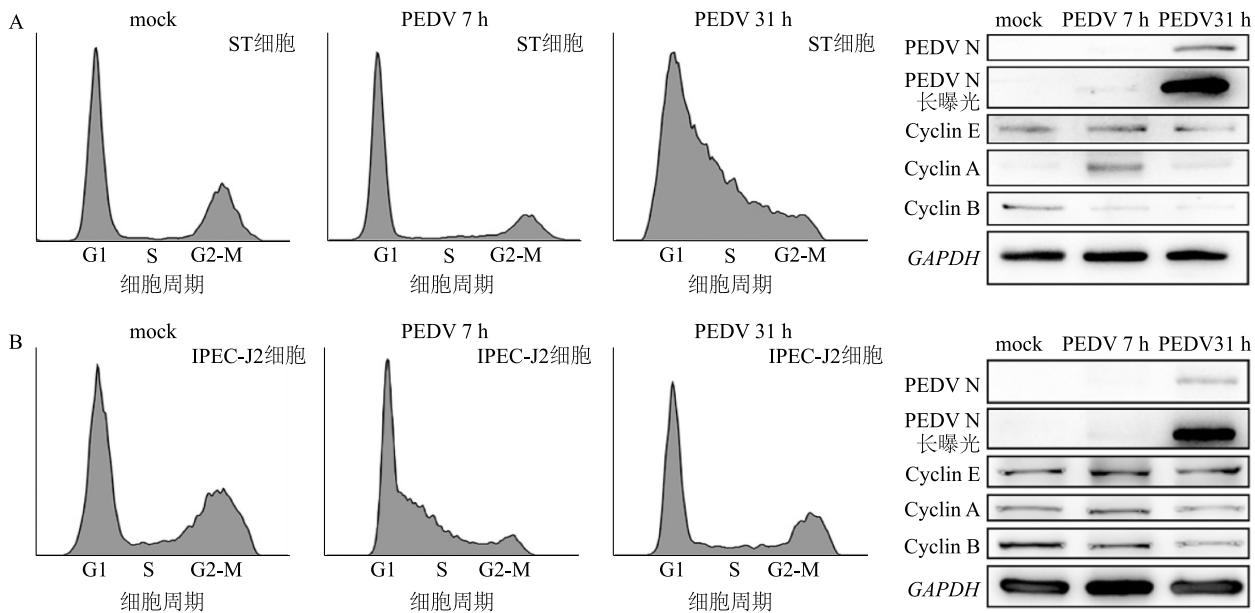 A
mock
PEDV 7 h
PEDV 31 h
ST细胞
ST细胞
ST细胞
G1 S G2-M
G1 S G2-M
G1 S G2-M
细胞周期
细胞周期
细胞周期
mock PEDV 7 h PEDV31 h
PEDV N
PEDV N
长曝光
Cyclin E
Cyclin A
Cyclin B
GAPDH
B
mock
PEDV 7 h
PEDV 31 h
IPEC-J2细胞
IPEC-J2细胞
IPEC-J2细胞
G1 S G2-M
G1 S G2-M
G1 S G2-M
细胞周期
细胞周期
细胞周期
mock PEDV 7 h PEDV31 h
PEDV N
PEDV N
长曝光
Cyclin E
Cyclin A
Cyclin B
GAPDH